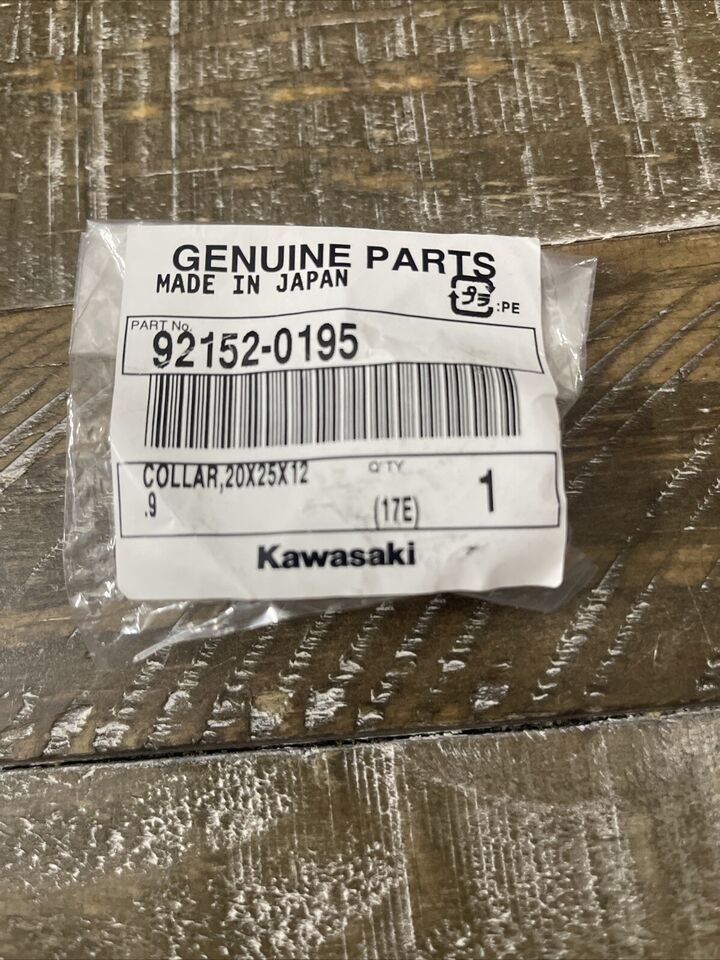 GENUINE PARTS
MADE IN JAPAN
プラ :PE
PART No.
92152-0195
COLLAR,20X25X12
.9
Q'TY
(17E)
1
Kawasaki